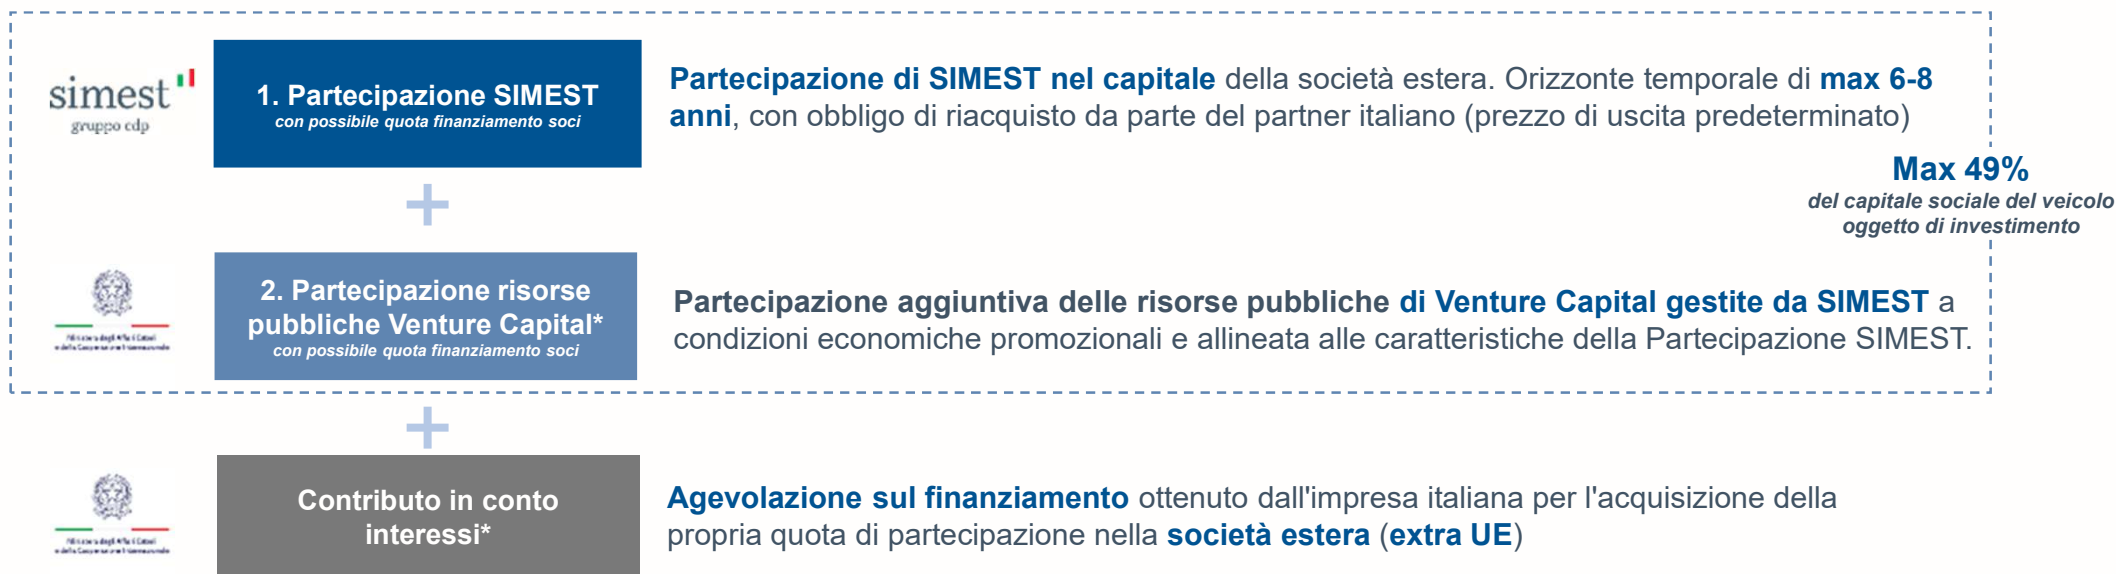 simest
gruppo cdp
1. Partecipazione SIMEST
con possibile quota finanziamento soci
Partecipazione di SIMEST nel capitale della società estera. Orizzonte temporale di max 6-8
anni, con obbligo di riacquisto da parte del partner italiano (prezzo di uscita predeterminato)
Max 49%
del capitale sociale del veicolo
oggetto di investimento
2. Partecipazione risorse
pubbliche Venture Capital*
con possibile quota finanziamento soci
Partecipazione aggiuntiva delle risorse pubbliche di Venture Capital gestite da SIMEST a
condizioni economiche promozionali e allineata alle caratteristiche della Partecipazione SIMEST.
Contributo in conto
interessi*
Agevolazione sul finanziamento ottenuto dall'impresa italiana per l'acquisizione della
propria quota di partecipazione nella società estera (extra UE)